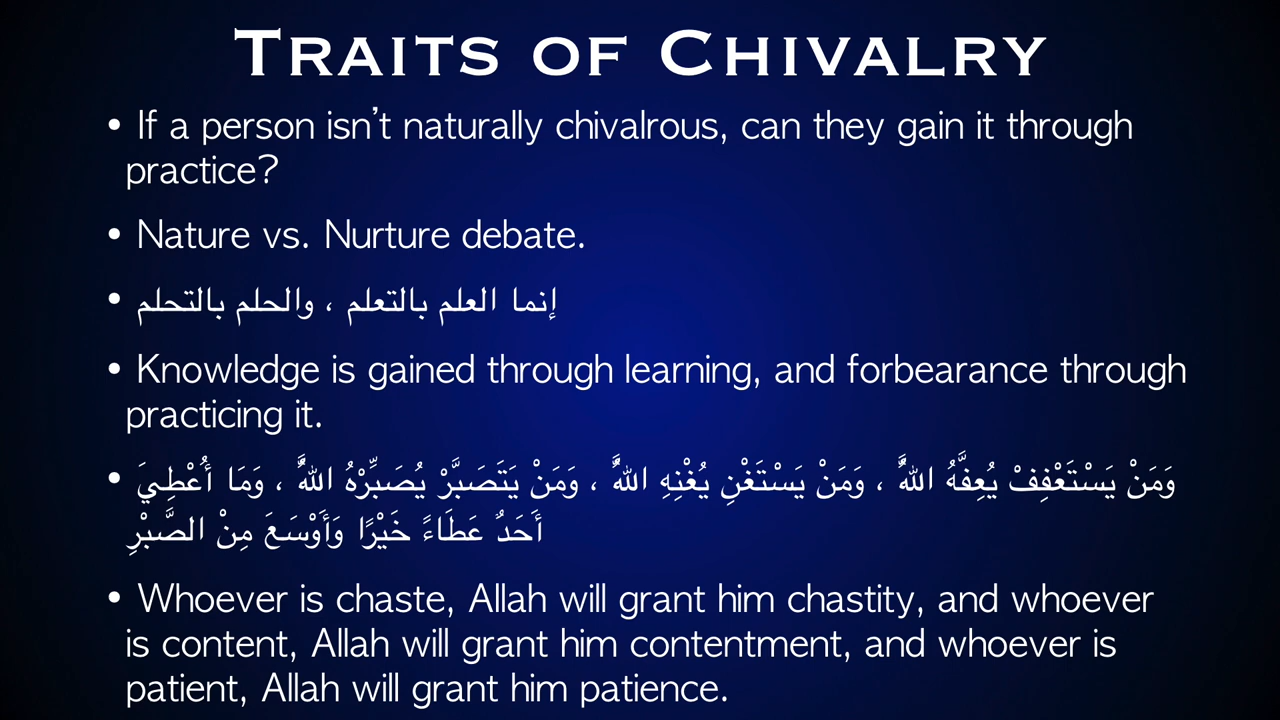 TRAITS OF CHIVALRY
• If a person isn't naturally chivalrous, can they gain it through
practice?
• Nature vs. Nurture debate.
• إنما العلم بالتعلم ، والحلم بالتحلم
• Knowledge is gained through learning, and forbearance through
practicing it.
• وَمَنْ يَسْتَعْفِفْ يُعِفَّهُ اللَّهُ ، وَمَنْ يَسْتَغْنِ يُغْنِهِ اللَّهُ ، وَمَنْ يَتَصَبَّرْ يُصَبِّرْهُ اللَّهُ ، وَمَا أُعْطِيَ
أَحَدٌ عَطَاءً خَيْرًا وَأَوْسَعَ مِنْ الصَّبْرِ
• Whoever is chaste, Allah will grant him chastity, and whoever
is content, Allah will grant him contentment, and whoever is
patient, Allah will grant him patience.